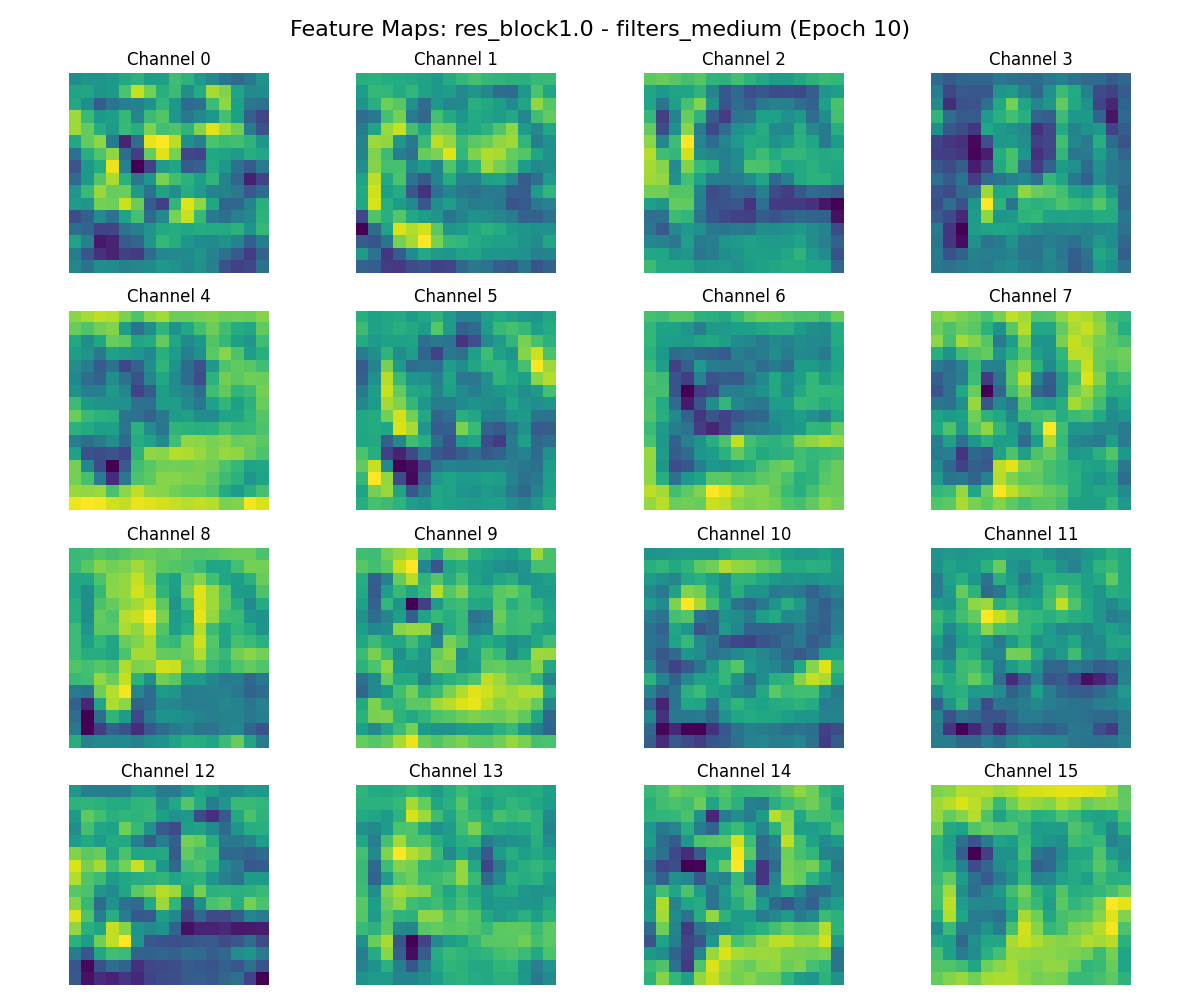 Feature Maps: res_block1.0 - filters_medium (Epoch 10)
Channel 0 Channel 1 Channel 2 Channel 3
Channel 4 Channel 5 Channel 6 Channel 7
Channel 8 Channel 9 Channel 10 Channel 11
Channel 12 Channel 13 Channel 14 Channel 15